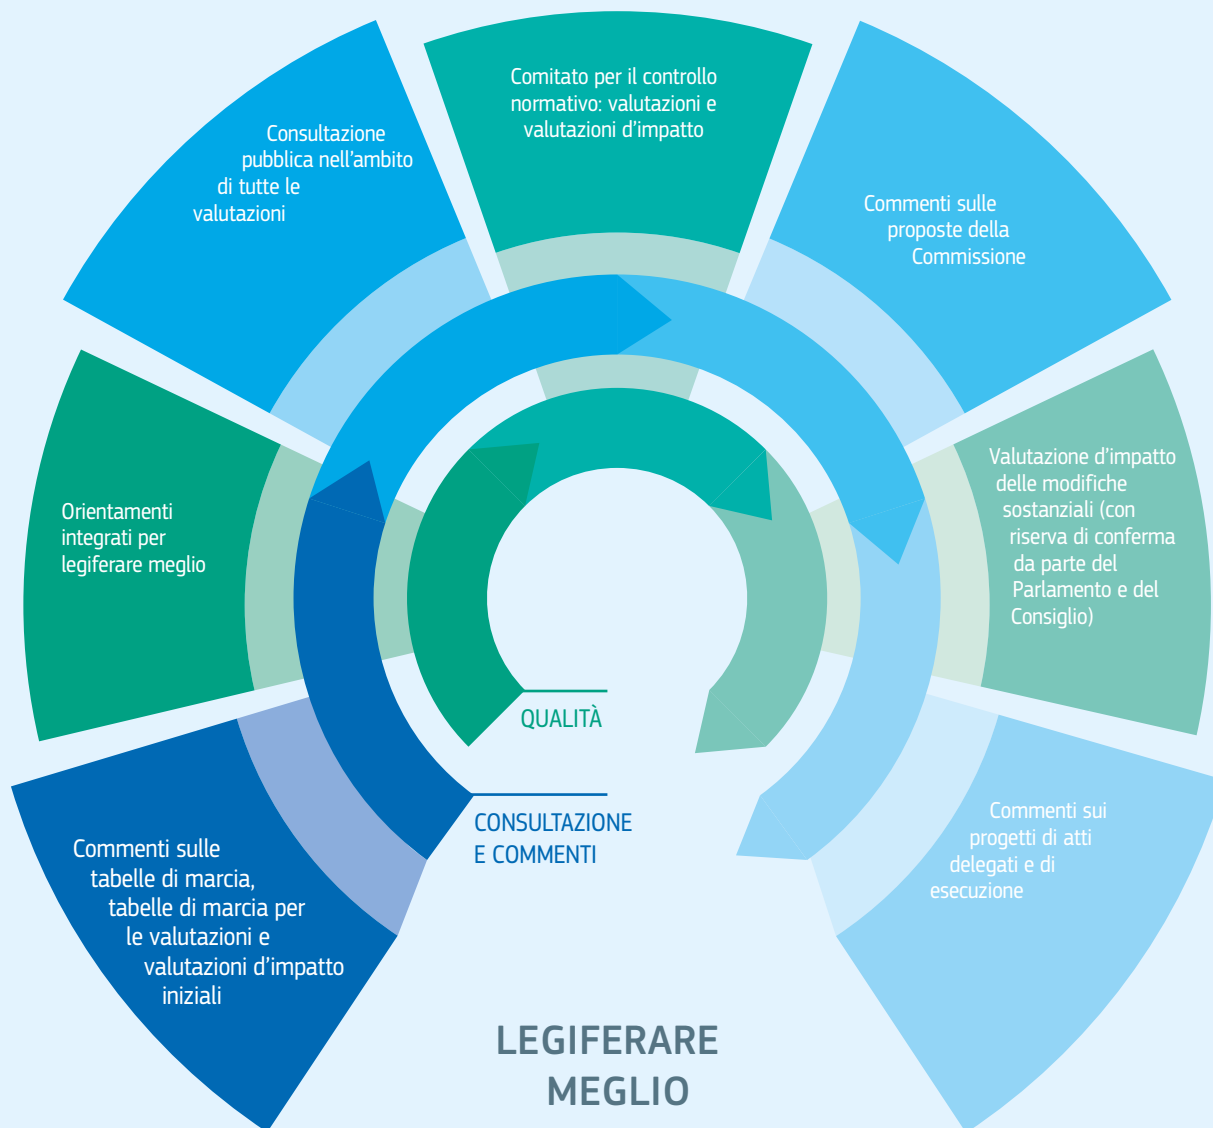 Comitato per il controllo
normativo: valutazioni e
valutazioni d'impatto
Consultazione
pubblica nell'ambito
di tutte le
valutazioni
Commenti sulle
proposte della
Commissione
Orientamenti
integrati per
legiferare meglio
Valutazione d'impatto
delle modifiche
sostanziali (con
riserva di conferma
da parte del
Parlamento e del
Consiglio)
QUALITÀ
CONSULTAZIONE
E COMMENTI
Commenti sulle
tabelle di marcia,
tabelle di marcia per
le valutazioni e
valutazioni d'impatto
iniziali
Commenti sui
progetti di atti
delegati e di
esecuzione
LEGIFERARE
MEGLIO